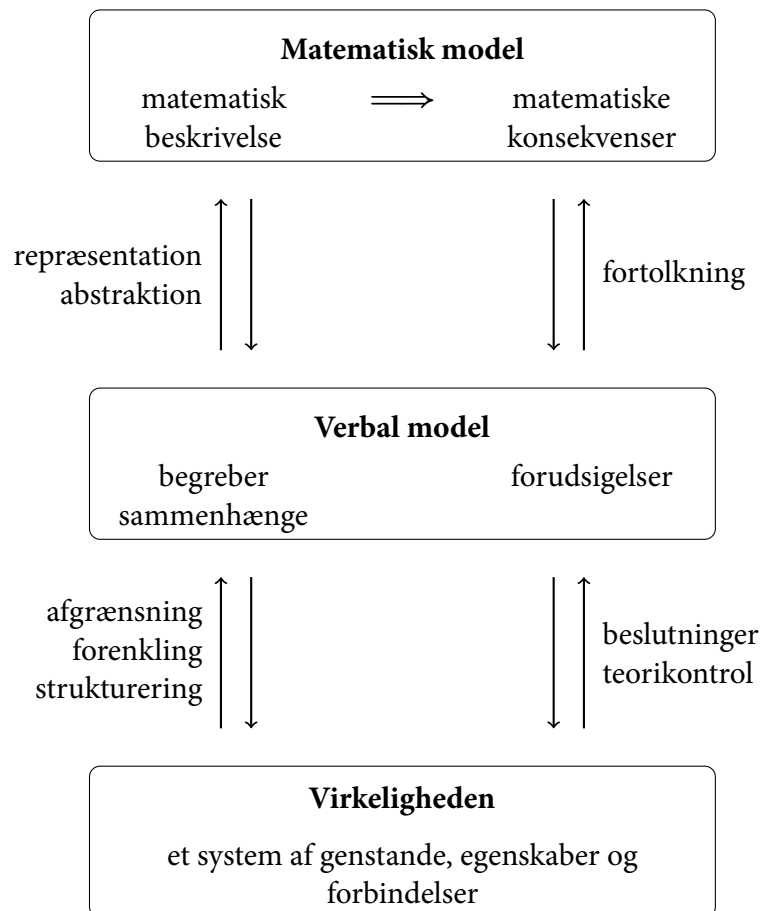 Matematisk model
matematisk ⟹ matematiske
beskrivelse konsekvenser
repræsentation
abstraktion
fortolkning
Verbal model
begreber forudsigelser
sammenhænge
afgrænsning
forenkling
strukturering
beslutninger
teorikontrol
Virkeligheden
et system af genstande, egenskaber og
forbindelser